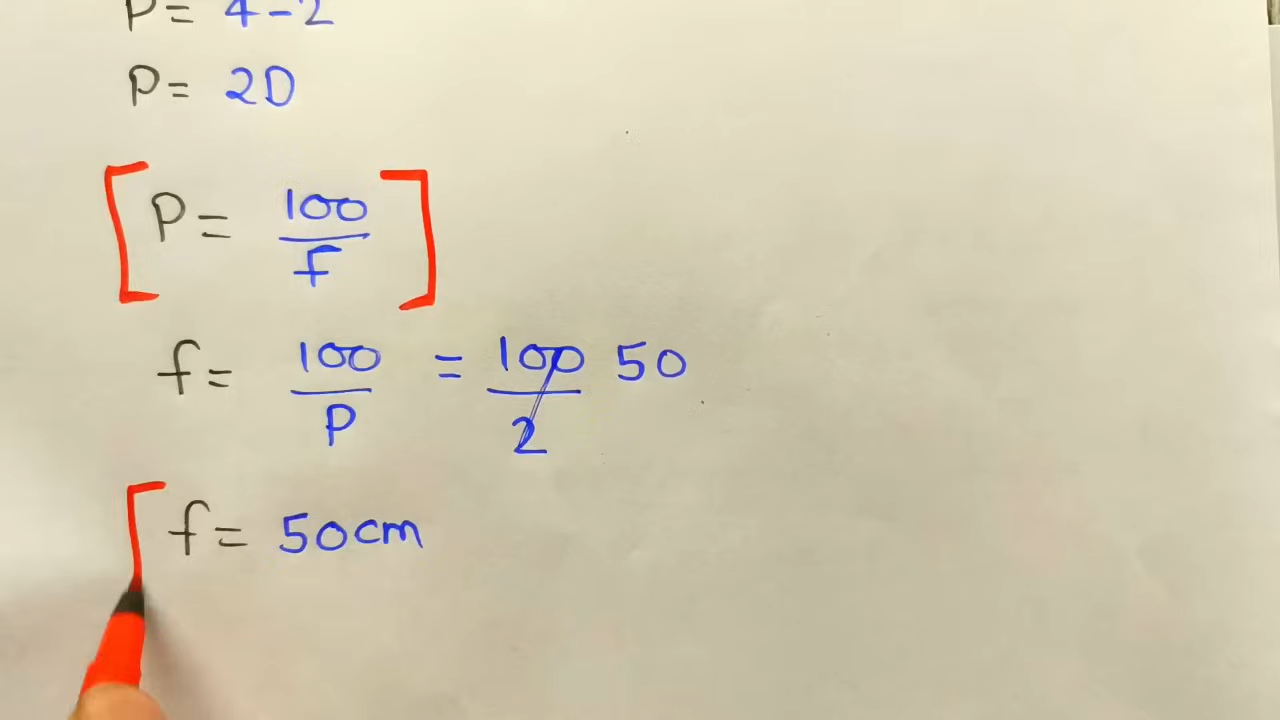 P = 4 - 2
P = 2D
[P = 100/f]
f = 100/P = 100/2 50
[f = 50cm